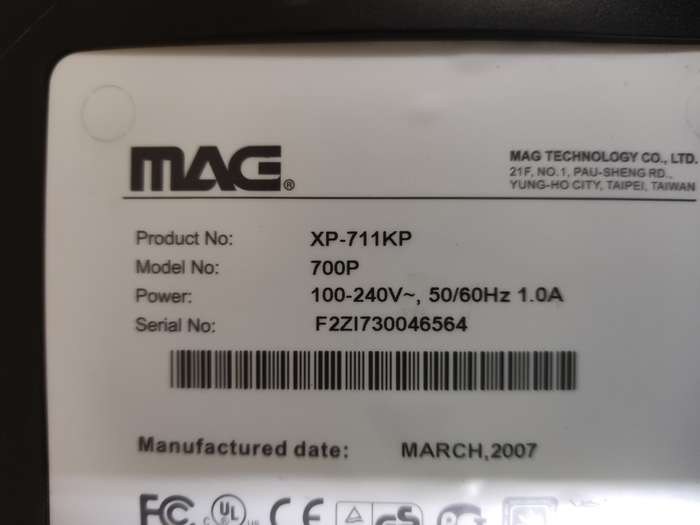 MAG®
MAG TECHNOLOGY CO., LTD.
21F, NO.1, PAU-SHENG RD.,
YUNG-HO CITY, TAIPEI, TAIWAN
Product No: XP-711KP
Model No: 700P
Power: 100-240V~, 50/60Hz 1.0A
Serial No: F2ZI730046564
Manufactured date: MARCH,2007
FC UL CE GS